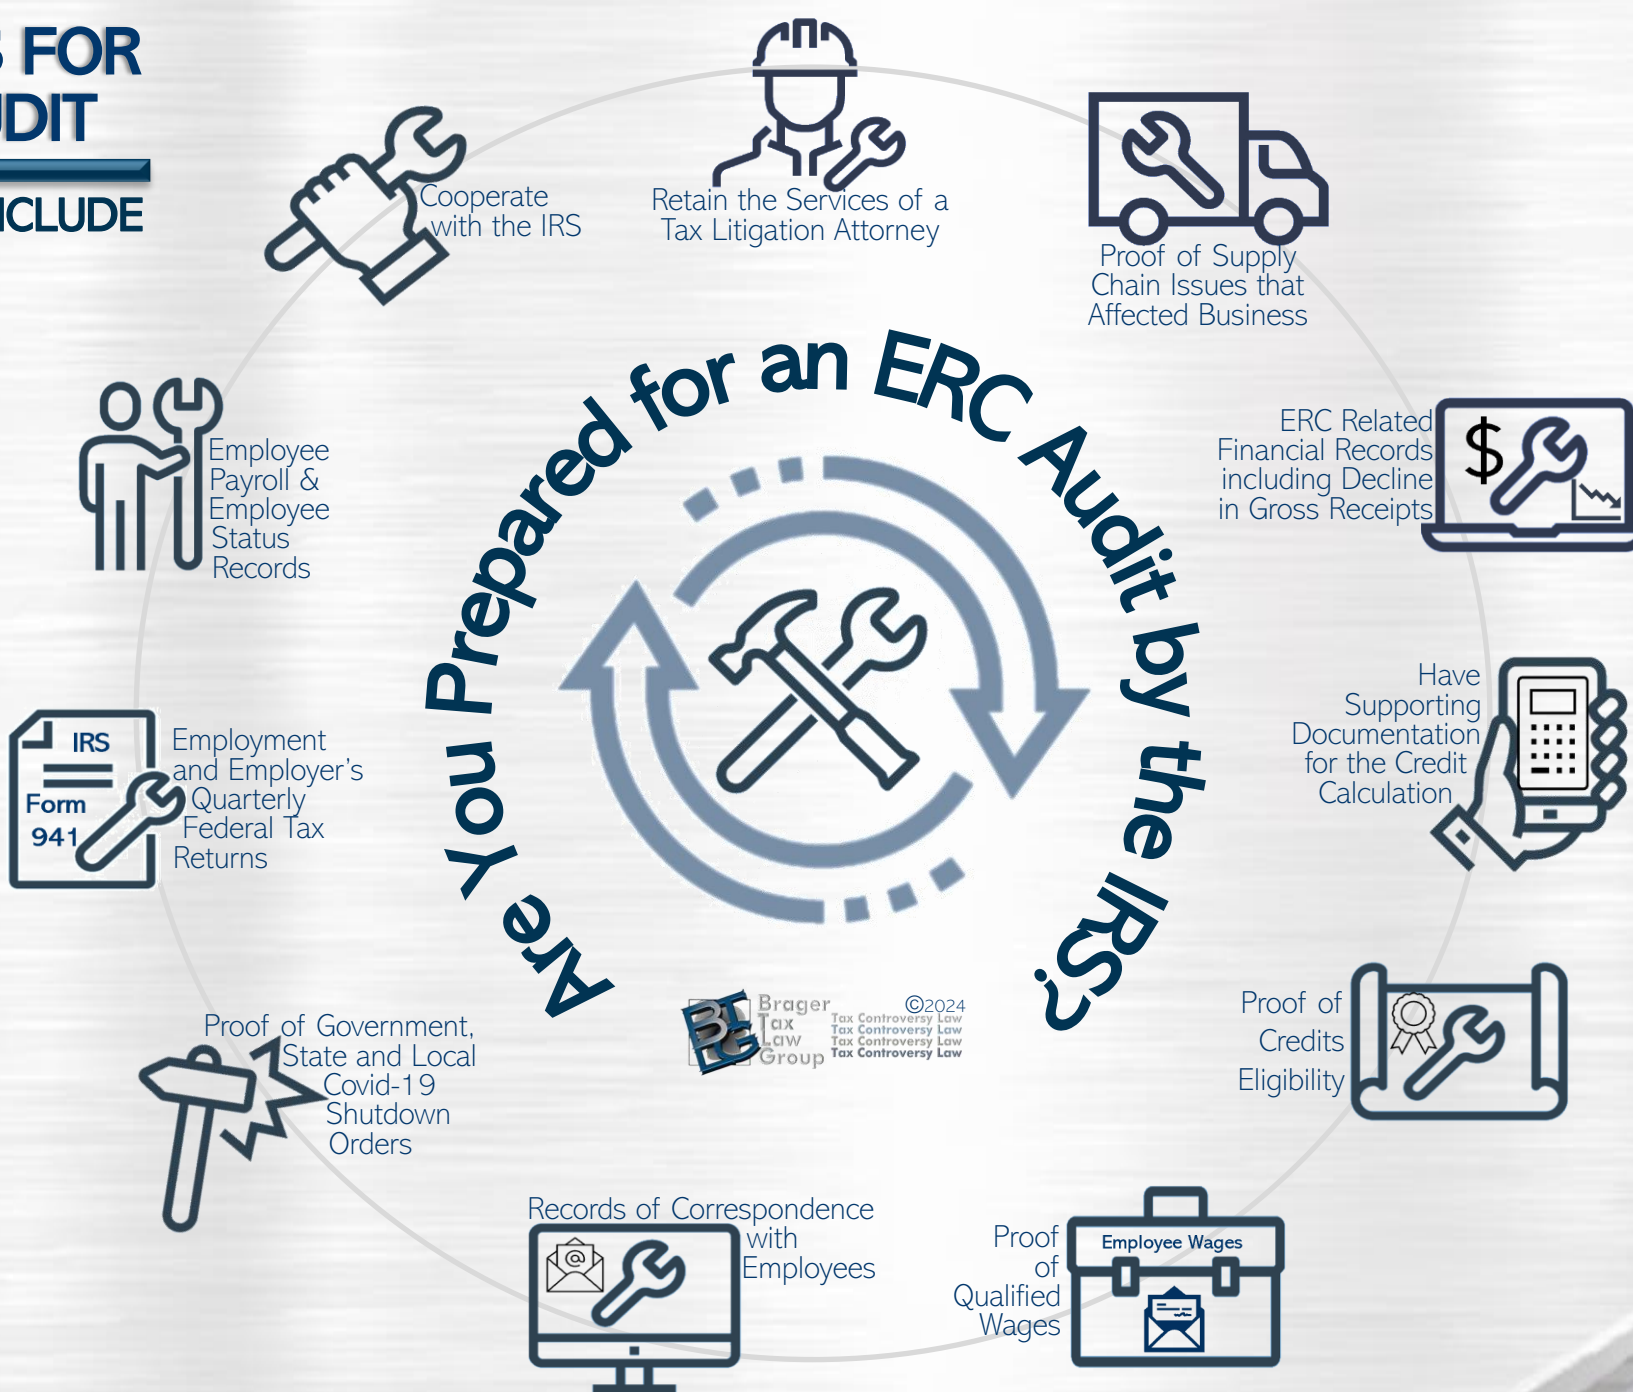 FOR
AUDIT
INCLUDE
Retain the Services of a
Tax Litigation Attorney
Proof of Supply
Chain Issues that
Affected Business
ERC Related
Financial Records
including Decline
in Gross Receipts
$
Have
Supporting
Documentation
for the Credit
Calculation
Proof of
Credits
Eligibility
Proof
of
Qualified
Wages
Employee Wages
Records of Correspondence
with
Employees
@
Proof of Government,
State and Local
Covid-19
Shutdown
Orders
Employment
and Employer's
Quarterly
Federal Tax
Returns
IRS
Form
941
Employee
Payroll &
Employee
Status
Records
Cooperate
with the IRS
Are You Prepared for an ERC Audit by the IRS?
BTLG
Brager
Tax
Law
Group
©2024
Tax Controversy Law
Tax Controversy Law
Tax Controversy Law
Tax Controversy Law